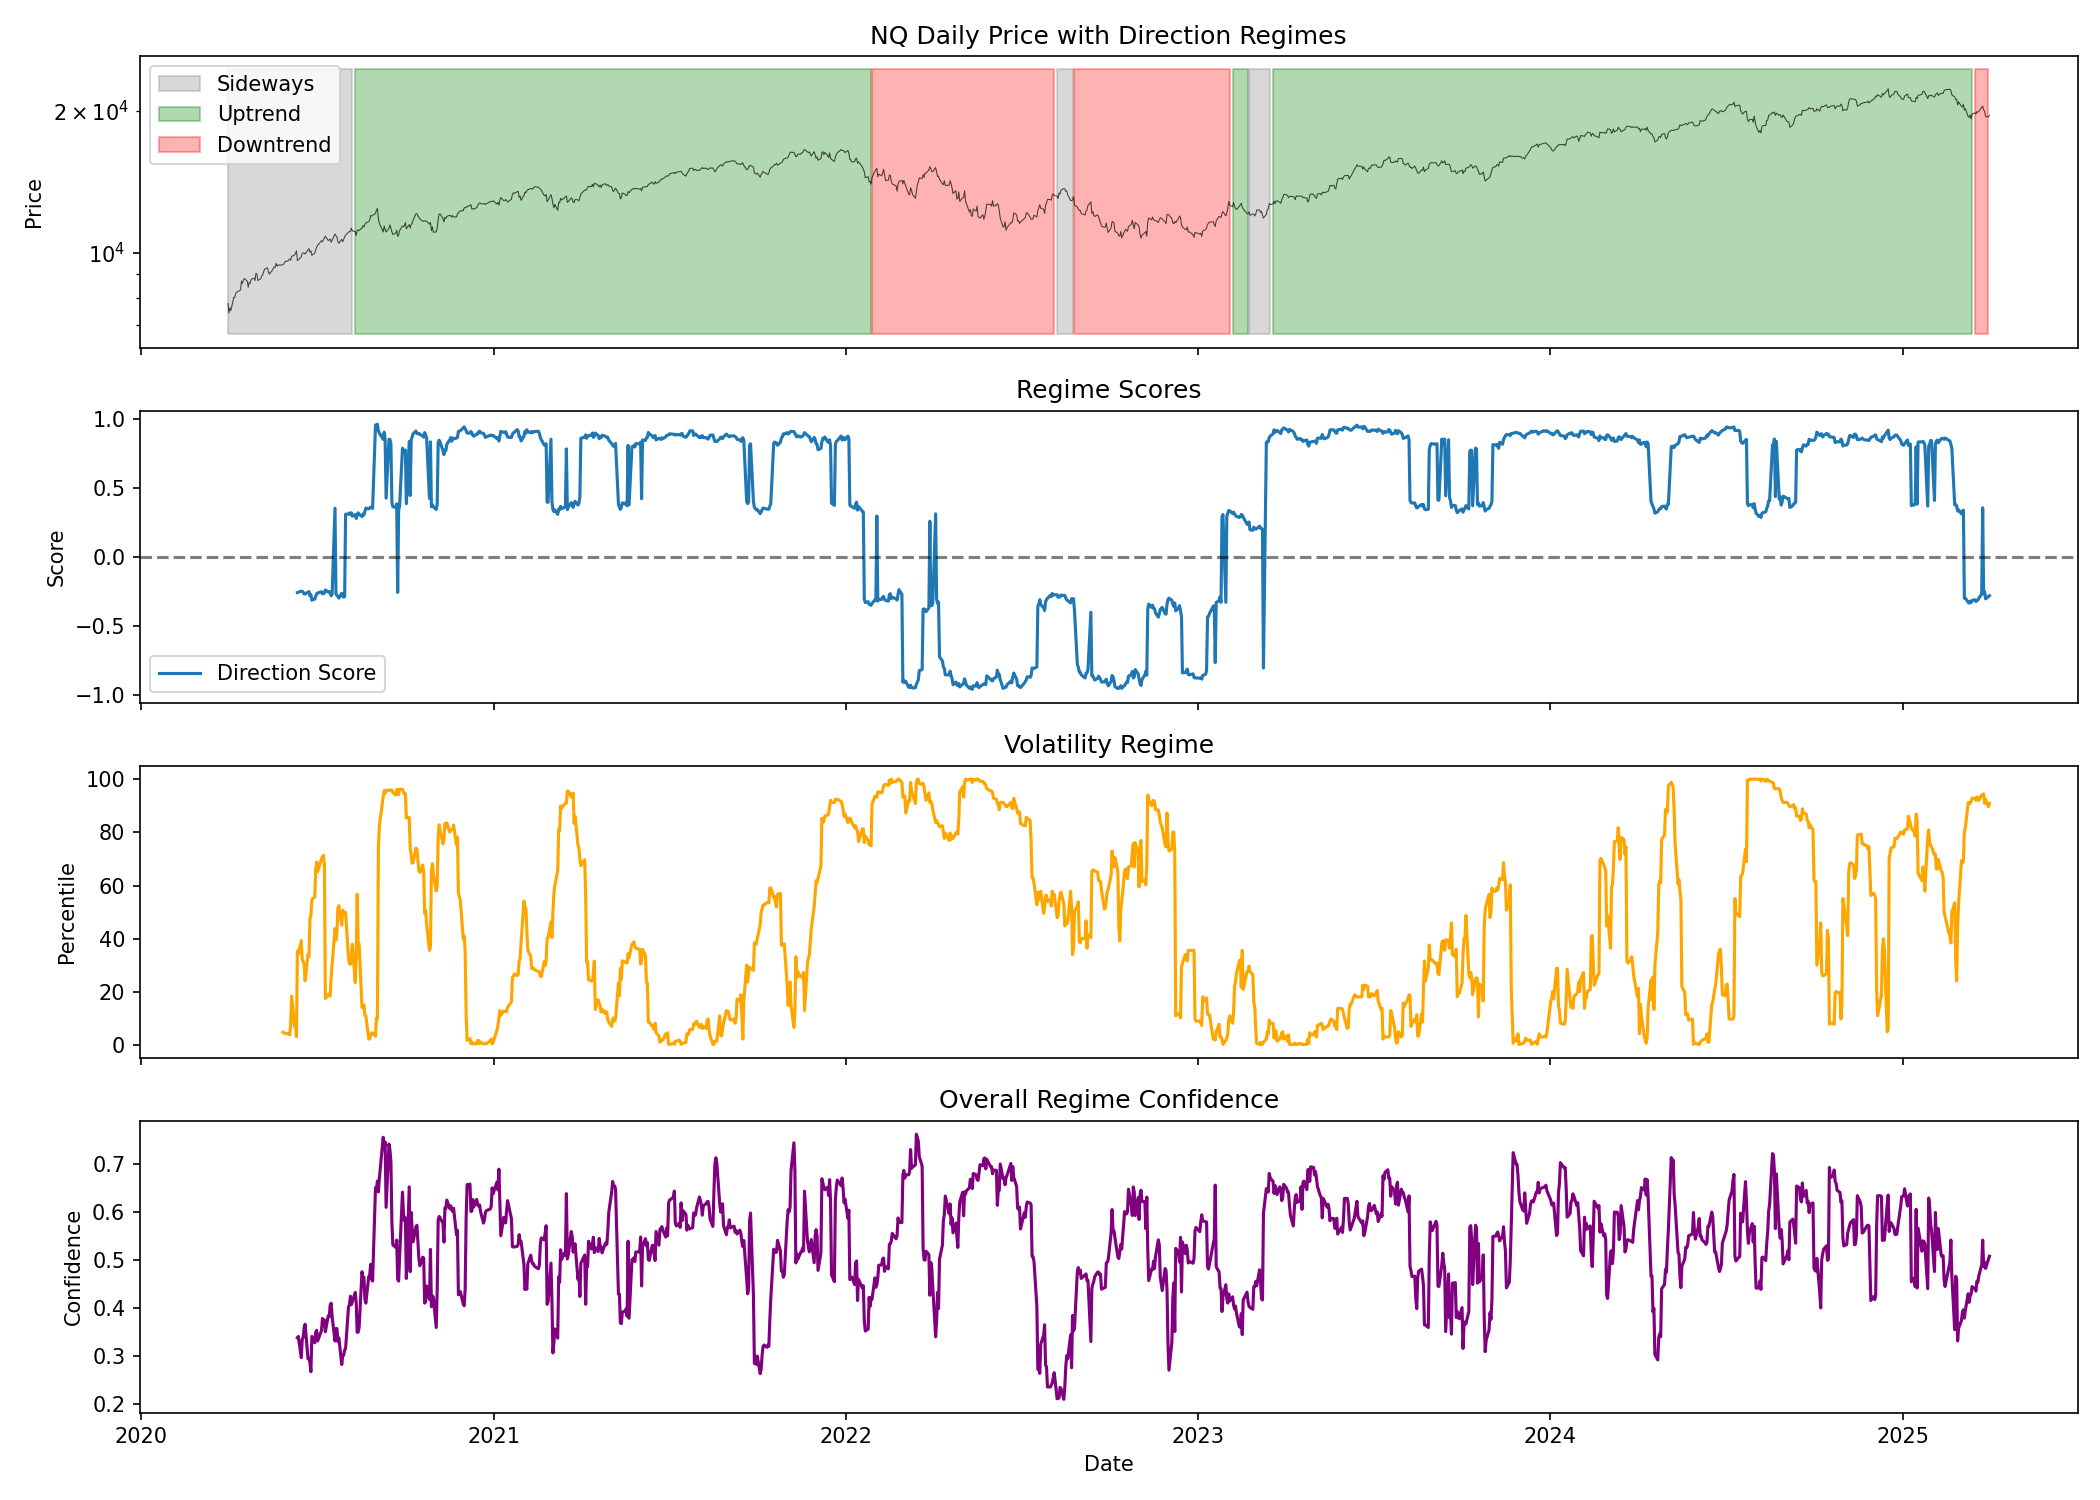 NQ Daily Price with Direction Regimes
Sideways
Uptrend
Downtrend
2 × 10⁴
10⁴
Price
Regime Scores
1.0
0.5
0.0
−0.5
−1.0
Score
Direction Score
Volatility Regime
100
80
60
40
20
0
Percentile
Overall Regime Confidence
0.7
0.6
0.5
0.4
0.3
0.2
Confidence
2020 2021 2022 2023 2024 2025
Date